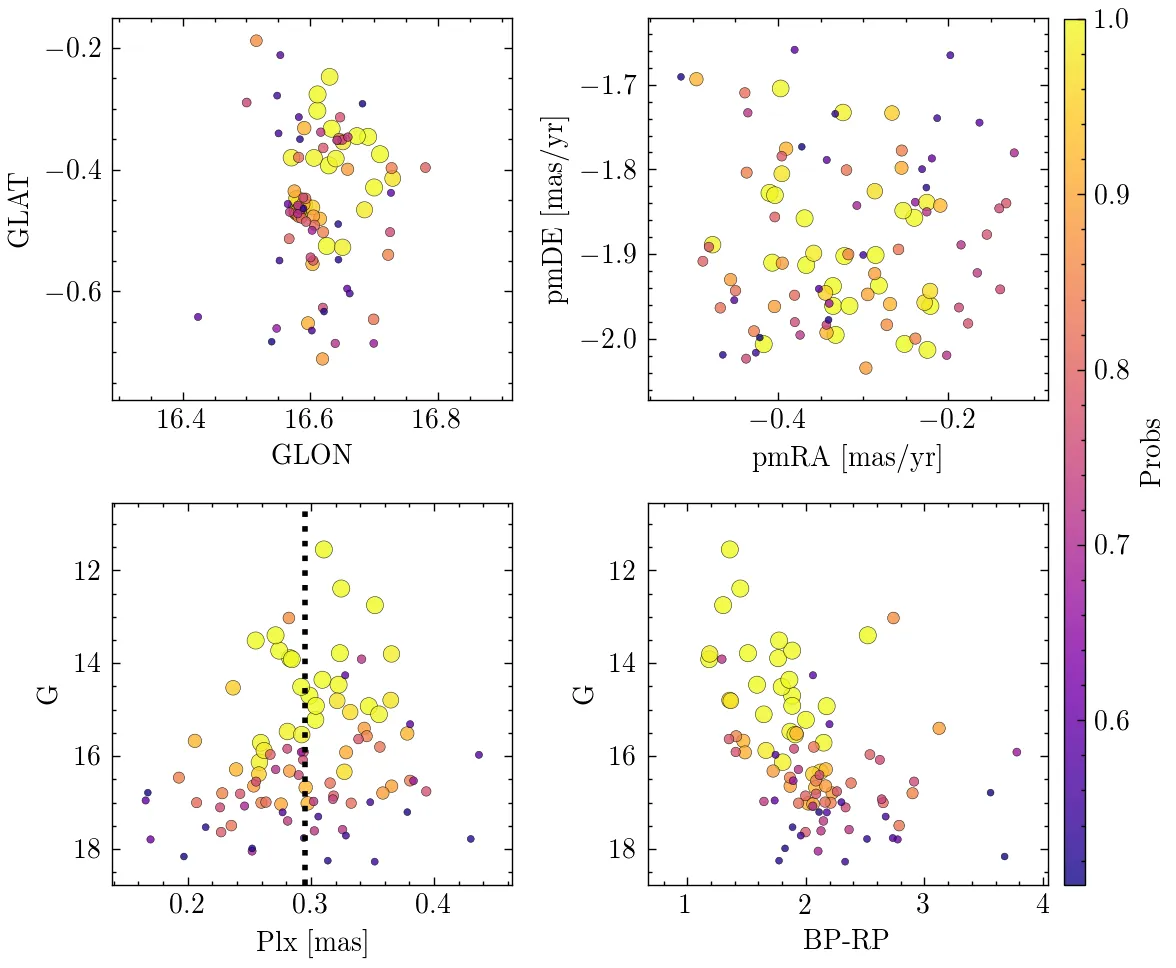 −0.2
−0.4
−0.6
GLAT
16.4 16.6 16.8
GLON
−1.7
−1.8
−1.9
−2.0
pmDE [mas/yr]
−0.4 −0.2
pmRA [mas/yr]
12
14
16
18
G
0.2 0.3 0.4
Plx [mas]
12
14
16
18
G
1 2 3 4
BP-RP
1.0
0.9
0.8
0.7
0.6
Probs